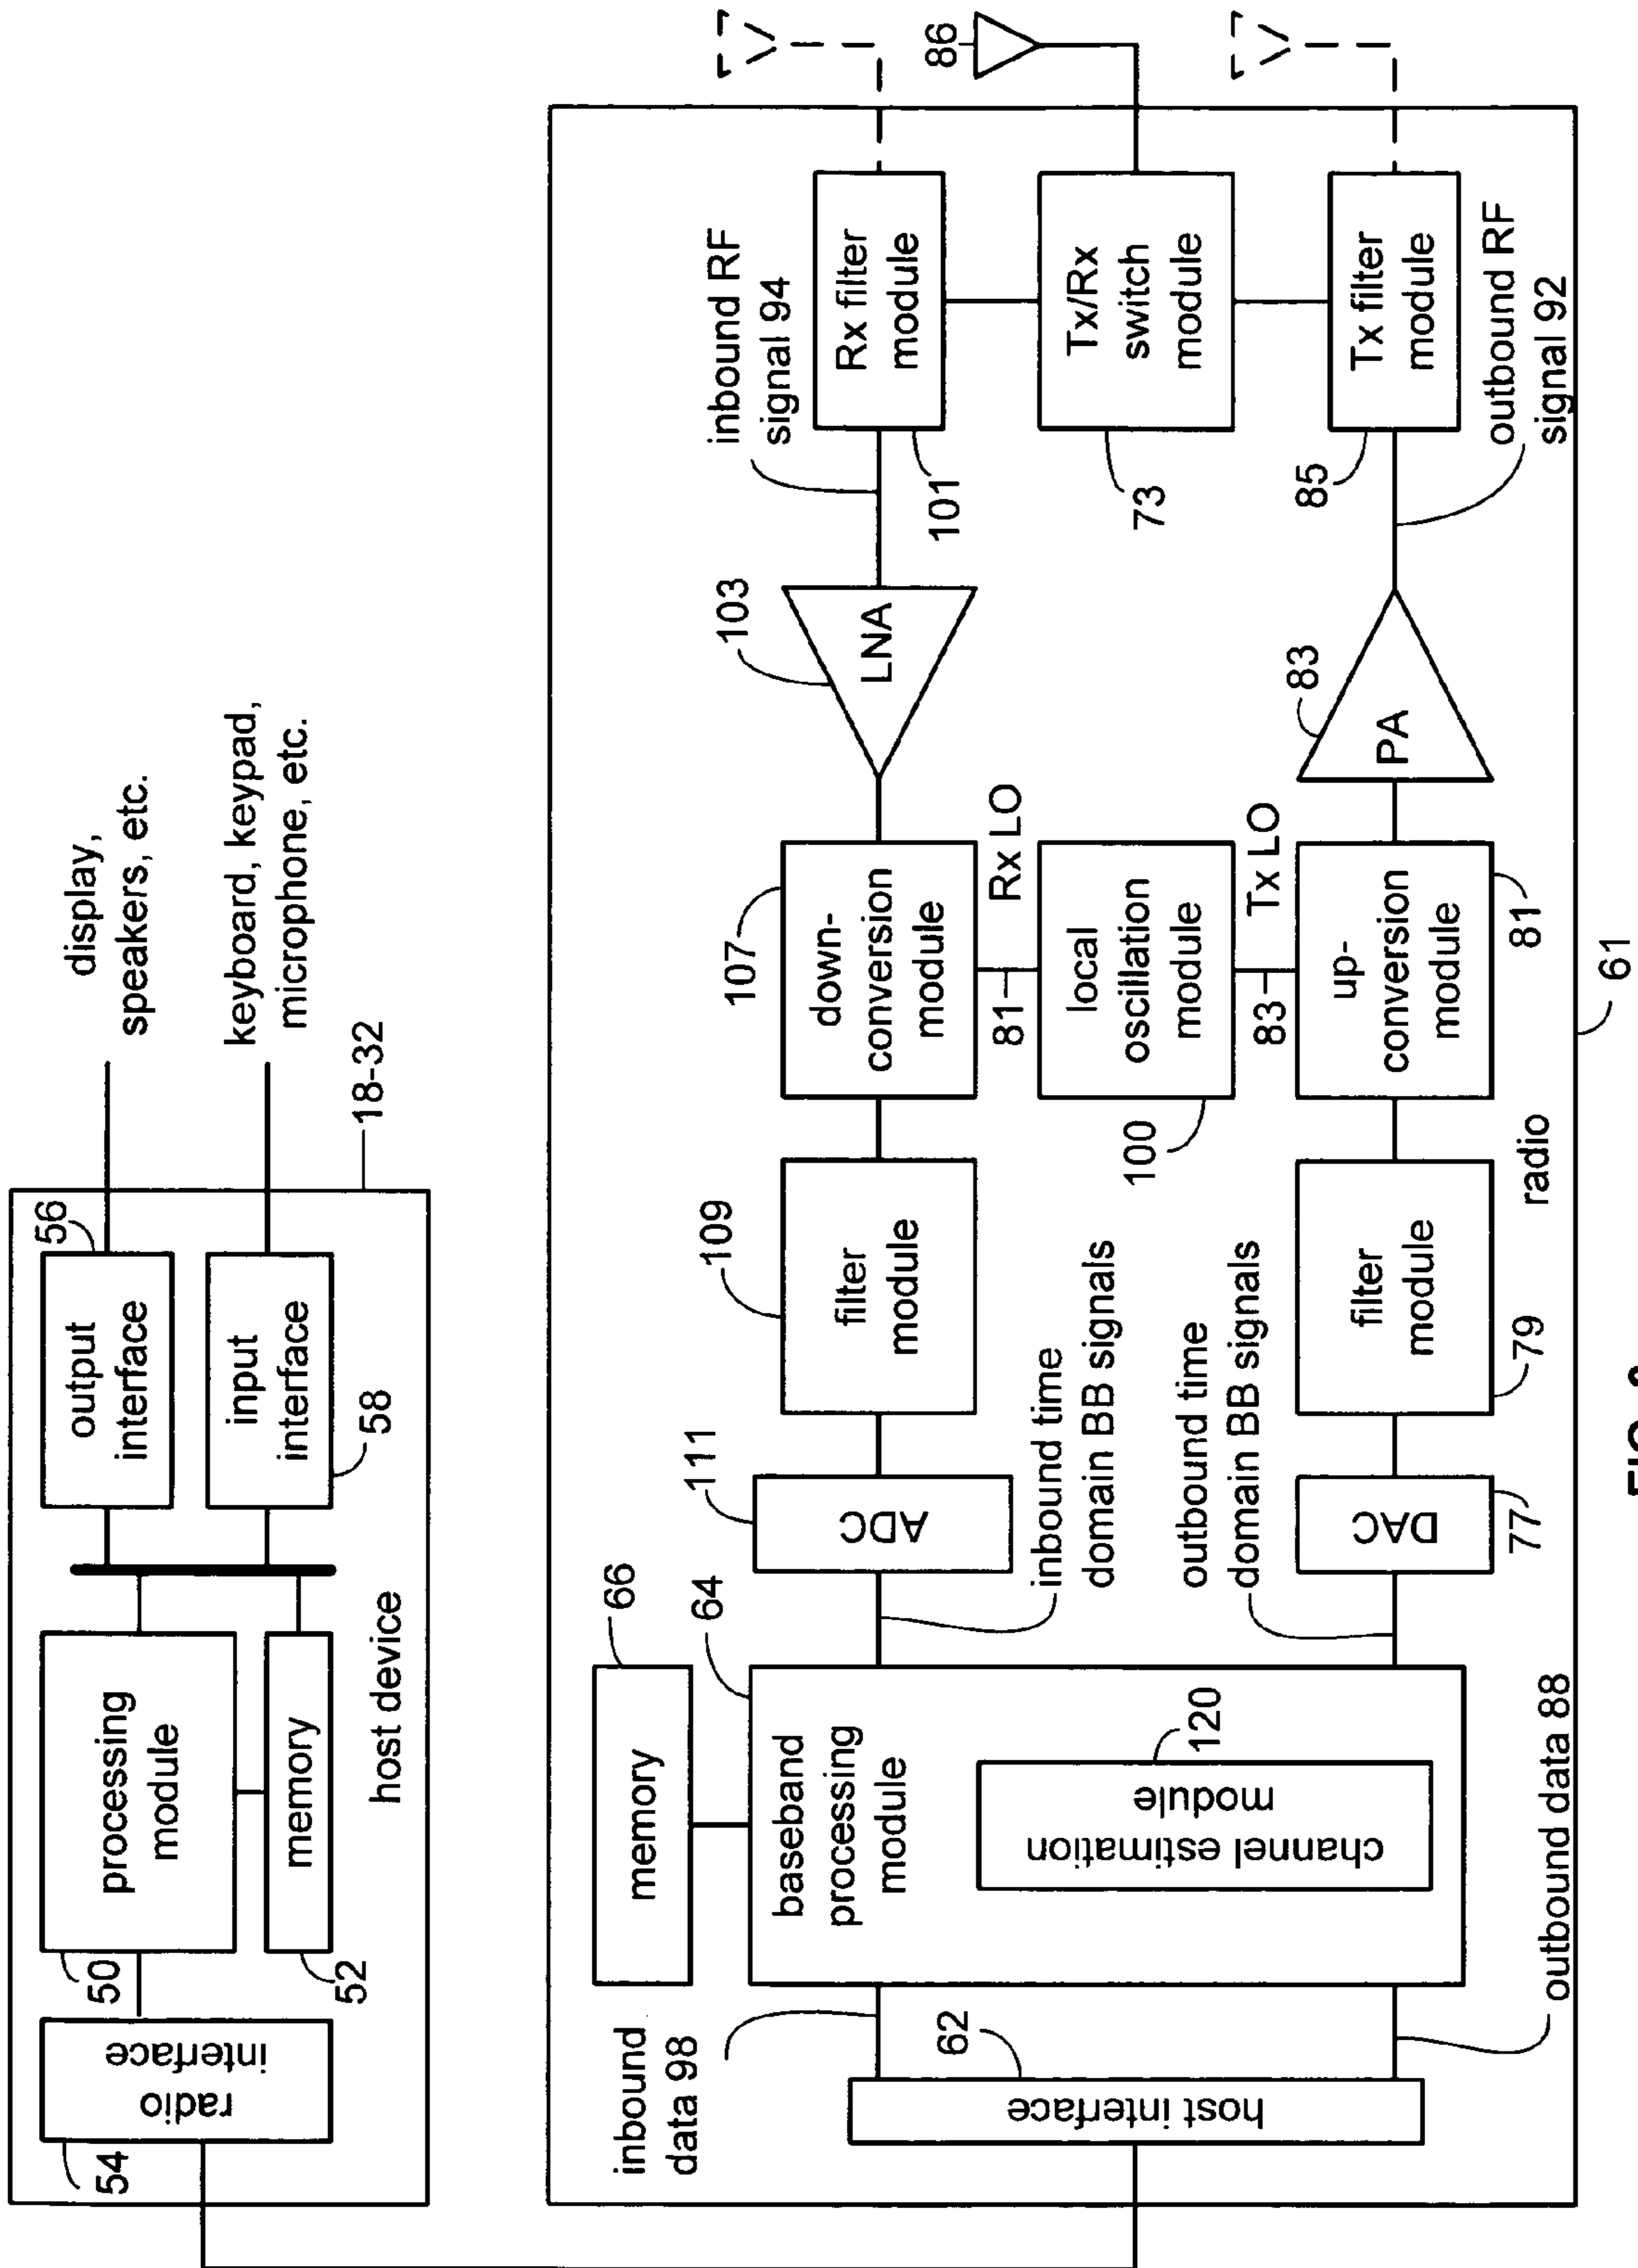 display,
speakers, etc.
keyboard, keypad,
microphone, etc.
18-32
56
output
interface
input
interface
58
processing
module
50
memory
52
host device
radio
interface
54
86
inbound RF
signal 94
Rx filter
module
101
Tx/Rx
switch
module
73
Tx filter
module
85
outbound RF
signal 92
LNA
103
PA
83
down-
conversion
module
107
Rx LO
81
local
oscillation
module
100
Tx LO
83
up-
conversion
module
81
61
radio
filter
module
109
filter
module
79
ADC
111
DAC
77
inbound time
domain BB signals
outbound time
domain BB signals
memory
66
64
baseband
processing
module
channel estimation
module
120
inbound
data 98
outbound data 88
62
host interface
FIG.